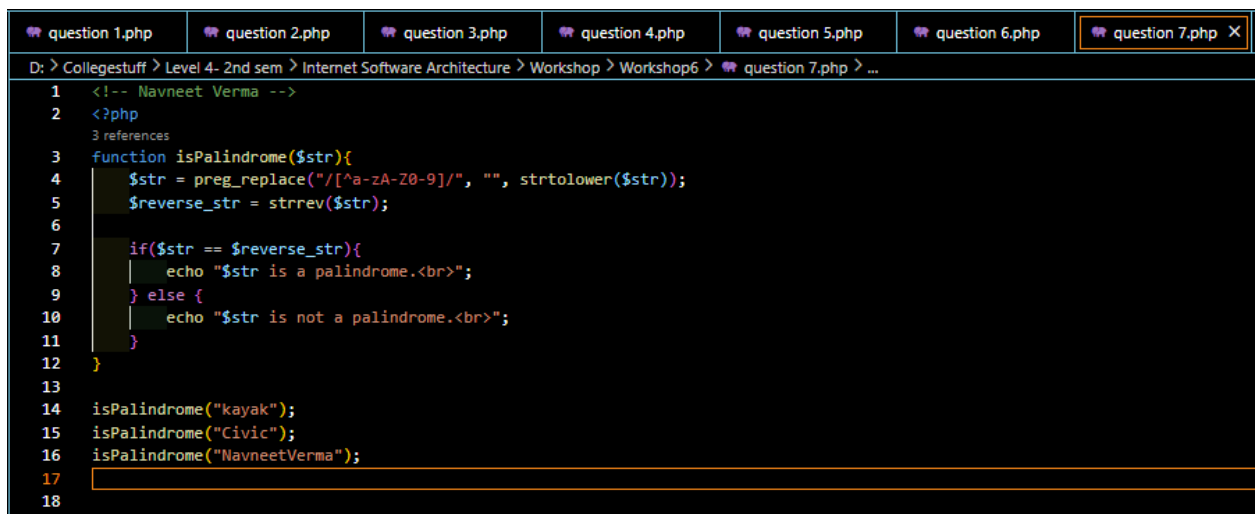 question 1.php question 2.php question 3.php question 4.php question 5.php question 6.php question 7.php ×
D: > Collegestuff > Level 4- 2nd sem > Internet Software Architecture > Workshop > Workshop6 > question 7.php > ...
1 <!-- Navneet Verma -->
2 <?php
3 references
3 function isPalindrome($str){
4 $str = preg_replace("/[^a-zA-Z0-9]/", "", strtolower($str));
5 $reverse_str = strrev($str);
6
7 if($str == $reverse_str){
8 echo "$str is a palindrome.<br>";
9 } else {
10 echo "$str is not a palindrome.<br>";
11 }
12 }
13
14 isPalindrome("kayak");
15 isPalindrome("Civic");
16 isPalindrome("NavneetVerma");
17
18